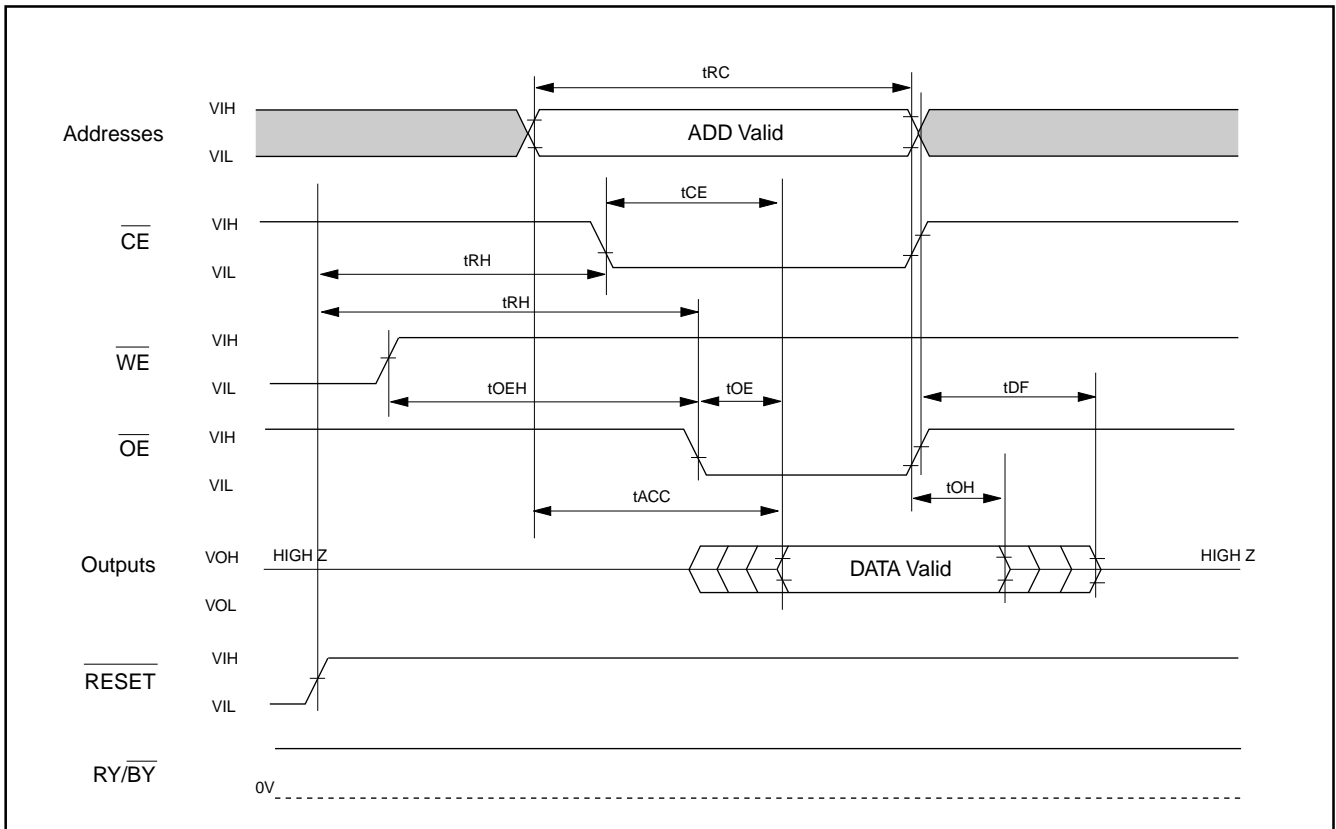 tRC
VIH
Addresses
ADD Valid
VIL
tCE
VIH
CE
VIL
tRH
tRH
VIH
WE
VIL
tOEH
tOE
tDF
VIH
OE
VIL
tACC
tOH
VOH
HIGH Z
Outputs
DATA Valid
HIGH Z
VOL
VIH
RESET
VIL
RY/BY
0V